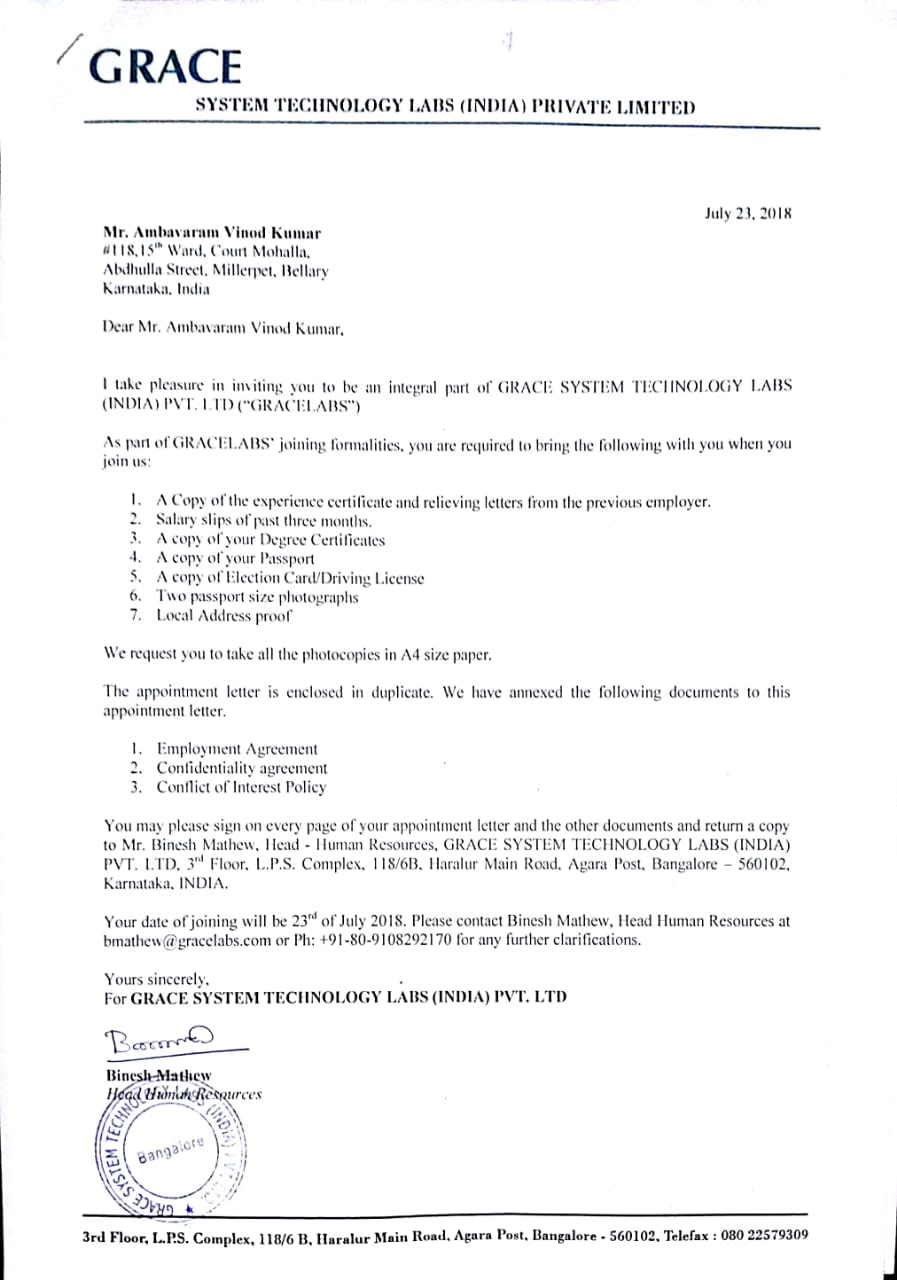 GRACE
SYSTEM TECHNOLOGY LABS (INDIA) PRIVATE LIMITED
July 23, 2018
Mr. Ambavaram Vinod Kumar
#118,15th Ward, Court Mohalla,
Abdhulla Street, Millerpet, Bellary
Karnataka, India
Dear Mr. Ambavaram Vinod Kumar,
I take pleasure in inviting you to be an integral part of GRACE SYSTEM TECHNOLOGY LABS
(INDIA) PVT. LTD ("GRACELABS")
As part of GRACELABS' joining formalities, you are required to bring the following with you when you
join us:
1. A Copy of the experience certificate and relieving letters from the previous employer.
2. Salary slips of past three months.
3. A copy of your Degree Certificates
4. A copy of your Passport
5. A copy of Election Card/Driving License
6. Two passport size photographs
7. Local Address proof
We request you to take all the photocopies in A4 size paper.
The appointment letter is enclosed in duplicate. We have annexed the following documents to this
appointment letter.
1. Employment Agreement
2. Confidentiality agreement
3. Conflict of Interest Policy
You may please sign on every page of your appointment letter and the other documents and return a copy
to Mr. Binesh Mathew, Head - Human Resources, GRACE SYSTEM TECHNOLOGY LABS (INDIA)
PVT. LTD, 3rd Floor, L.P.S. Complex, 118/6B, Haralur Main Road, Agara Post, Bangalore – 560102,
Karnataka, INDIA.
Your date of joining will be 23rd of July 2018. Please contact Binesh Mathew, Head Human Resources at
bmathew@gracelabs.com or Ph: +91-80-9108292170 for any further clarifications.
Yours sincerely,
For GRACE SYSTEM TECHNOLOGY LABS (INDIA) PVT. LTD
Binesh Mathew
Head Human Resources
GRACE SYSTEM TECHNOLOGY LABS (INDIA) PVT. LTD.
Bangalore
3rd Floor, L.P.S. Complex, 118/6 B, Haralur Main Road, Agara Post, Bangalore - 560102, Telefax : 080 22579309